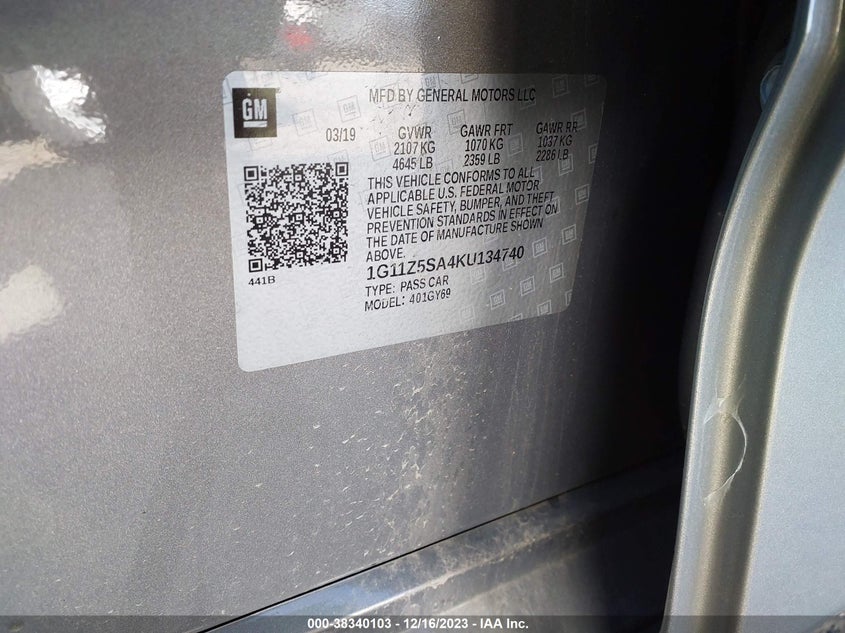 GM
MFD BY GENERAL MOTORS LLC
03/19 GVWR GAWR FRT GAWR RR
2107 KG 1070 KG 1037 KG
4645 LB 2359 LB 2286 LB
THIS VEHICLE CONFORMS TO ALL
APPLICABLE U.S. FEDERAL MOTOR
VEHICLE SAFETY, BUMPER, AND THEFT
PREVENTION STANDARDS IN EFFECT ON
THE DATE OF MANUFACTURE SHOWN
ABOVE.
441B
1G11Z5SA4KU134740
TYPE: PASS CAR
MODEL: 401GY69
000-38340103 - 12/16/2023 - IAA Inc.